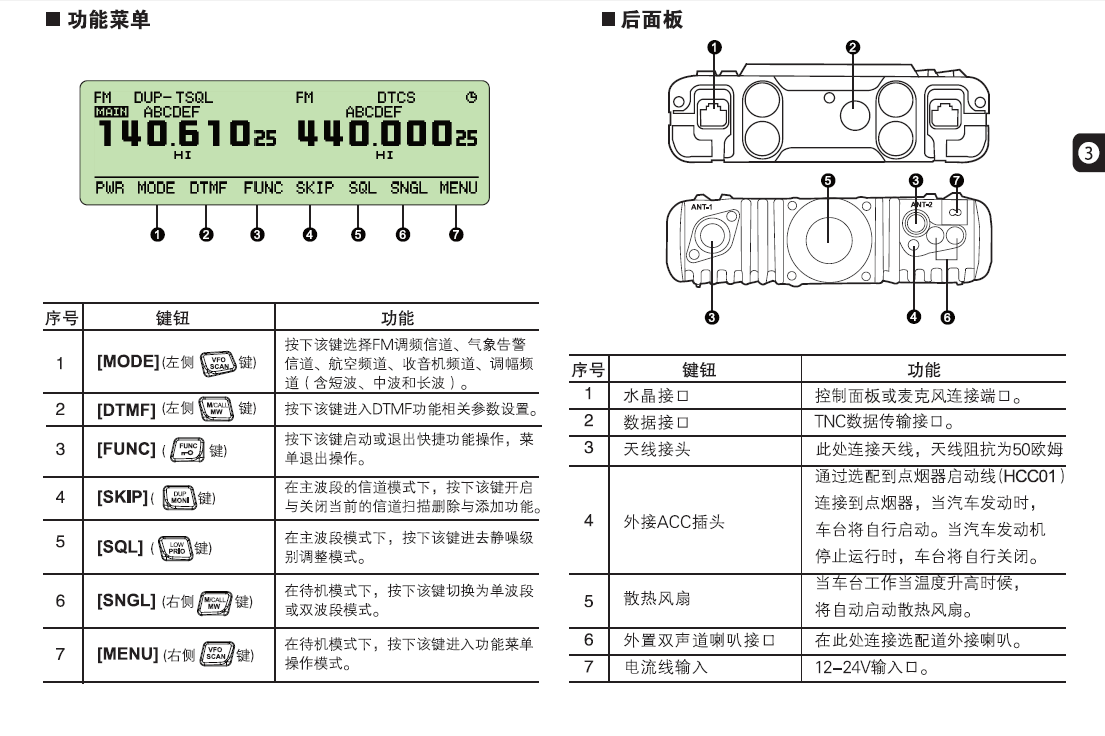 ■ 功能菜单
FM DUP- TSQL FM DTCS
MAIN ABCDEF ABCDEF
140.610 25 440.000 25
HI HI
PWR MODE DTMF FUNC SKIP SQL SNGL MENU
❶ ❷ ❸ ❹ ❺ ❻ ❼
序号 键钮 功能
1 [MODE](左侧 VFO SCAN 键) 按下该键选择FM调频信道、气象告警
信道、航空频道、收音机频道、调幅频
道（含短波、中波和长波）。
2 [DTMF] (左侧 M/CALL MW 键) 按下该键进入DTMF功能相关参数设置。
3 [FUNC] ( FUNC 键) 按下该键启动或退出快捷功能操作，菜
单退出操作。
4 [SKIP] ( DUP MONI 键) 在主波段的信道模式下，按下该键开启
与关闭当前的信道扫描删除与添加功能。
5 [SQL] ( LOW PRIO 键) 在主波段模式下，按下该键进去静噪级
别调整模式。
6 [SNGL] (右侧 M/CALL MW 键) 在待机模式下，按下该键切换为单波段
或双波段模式。
7 [MENU] (右侧 VFO SCAN 键) 在待机模式下，按下该键进入功能菜单
操作模式。
■ 后面板
❶ ❷
3
❺ ❸ ❼
ANT-1 ANT-2
❸ ❹ ❻
序号 键钮 功能
1 水晶接口 控制面板或麦克风连接端口。
2 数据接口 TNC数据传输接口。
3 天线接头 此处连接天线，天线阻抗为50欧姆
4 外接ACC插头 通过选配到点烟器启动线(HCC01)
连接到点烟器，当汽车发动时，
车台将自行启动。当汽车发动机
停止运行时，车台将自行关闭。
5 散热风扇 当车台工作当温度升高时候，
将自动启动散热风扇。
6 外置双声道喇叭接口 在此处连接选配道外接喇叭。
7 电流线输入 12–24V输入口。